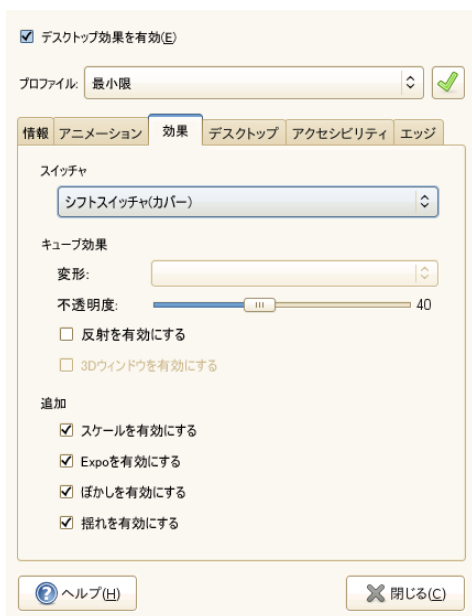 デスクトップ効果を有効(E)
プロファイル: 最小限
情報 アニメーション 効果 デスクトップ アクセシビリティ エッジ
スイッチャ
シフトスイッチャ(カバー)
キューブ効果
変形:
不透明度: 40
反射を有効にする
3Dウィンドウを有効にする
追加
スケールを有効にする
Expoを有効にする
ぼかしを有効にする
揺れを有効にする
ヘルプ(H) 閉じる(C)